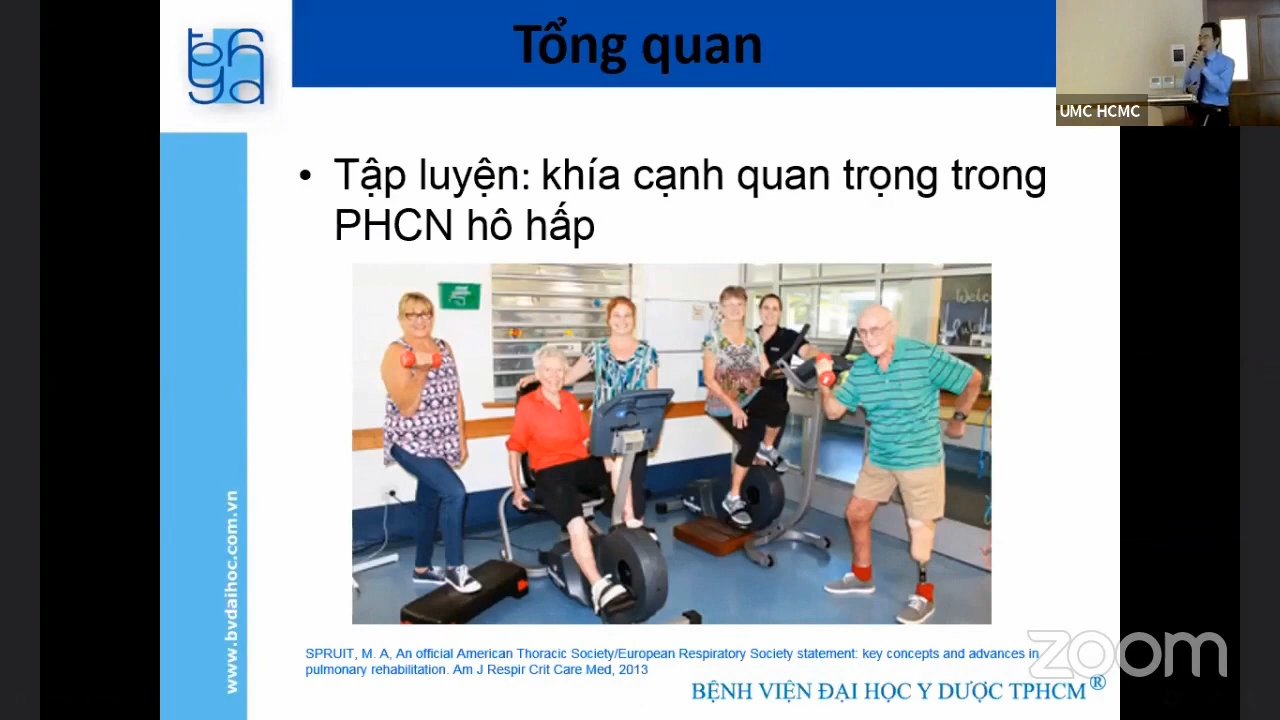 Tổng quan
UMC HCMC
• Tập luyện: khía cạnh quan trọng trong
PHCN hô hấp
SPRUIT, M. A, An official American Thoracic Society/European Respiratory Society statement: key concepts and advances in
pulmonary rehabilitation. Am J Respir Crit Care Med, 2013
BỆNH VIỆN ĐẠI HỌC Y DƯỢC TPHCM®
www.bvdaihoc.com.vn
zoom